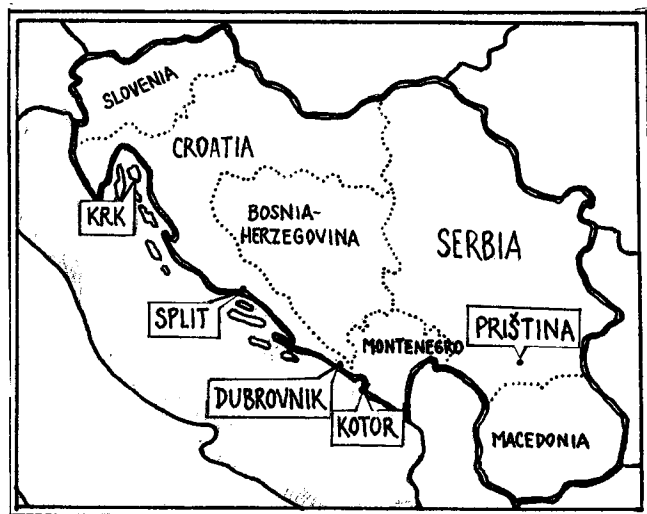 SLOVENIA
CROATIA
KRK
BOSNIA-
HERZEGOVINA
SERBIA
SPLIT
MONTENEGRO
PRIŠTINA
DUBROVNIK
KOTOR
MACEDONIA